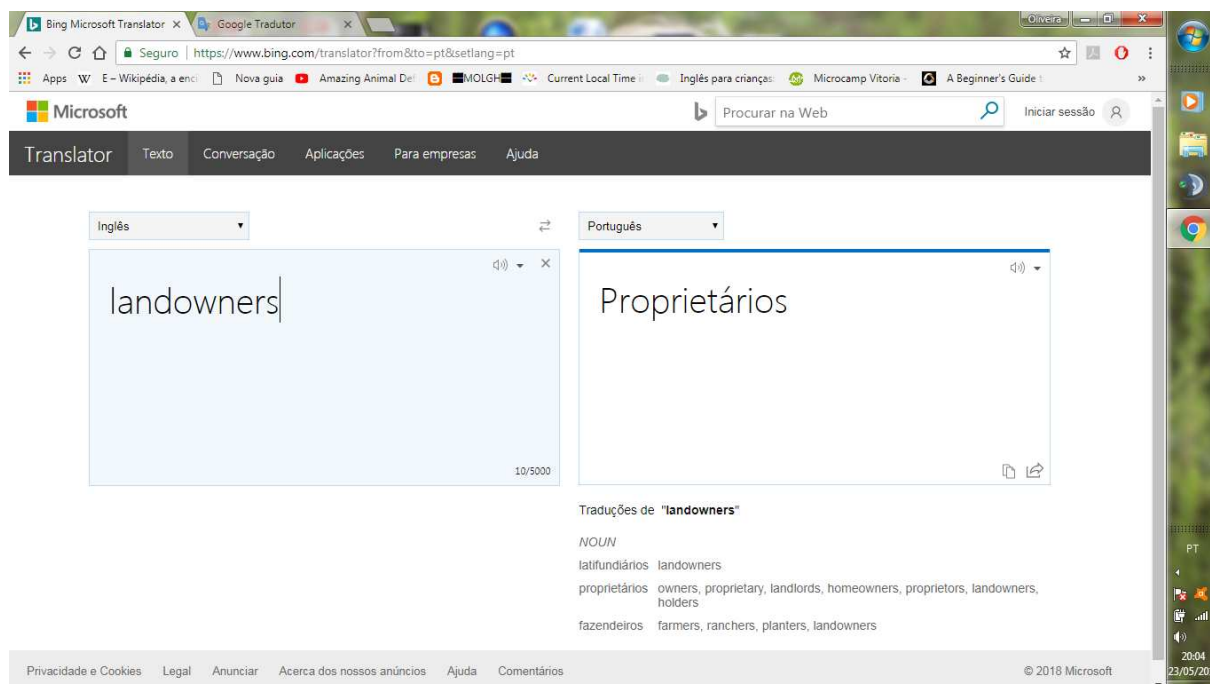 Bing Microsoft Translator
Google Tradutor
Oliveira
Seguro | https://www.bing.com/translator?from&to=pt&setlang=pt
Apps W E – Wikipédia, a enci Nova guia Amazing Animal De MOLGH Current Local Time i Inglês para crianças: Microcamp Vitoria - A Beginner's Guide »
Microsoft Procurar na Web Iniciar sessão
Translator Texto Conversação Aplicações Para empresas Ajuda
Inglês Português
landowners Proprietários
10/5000
Traduções de "landowners"
NOUN
latifundiários landowners
proprietários owners, proprietary, landlords, homeowners, proprietors, landowners,
holders
fazendeiros farmers, ranchers, planters, landowners
Privacidade e Cookies Legal Anunciar Acerca dos nossos anúncios Ajuda Comentários © 2018 Microsoft
PT
20:04
23/05/20